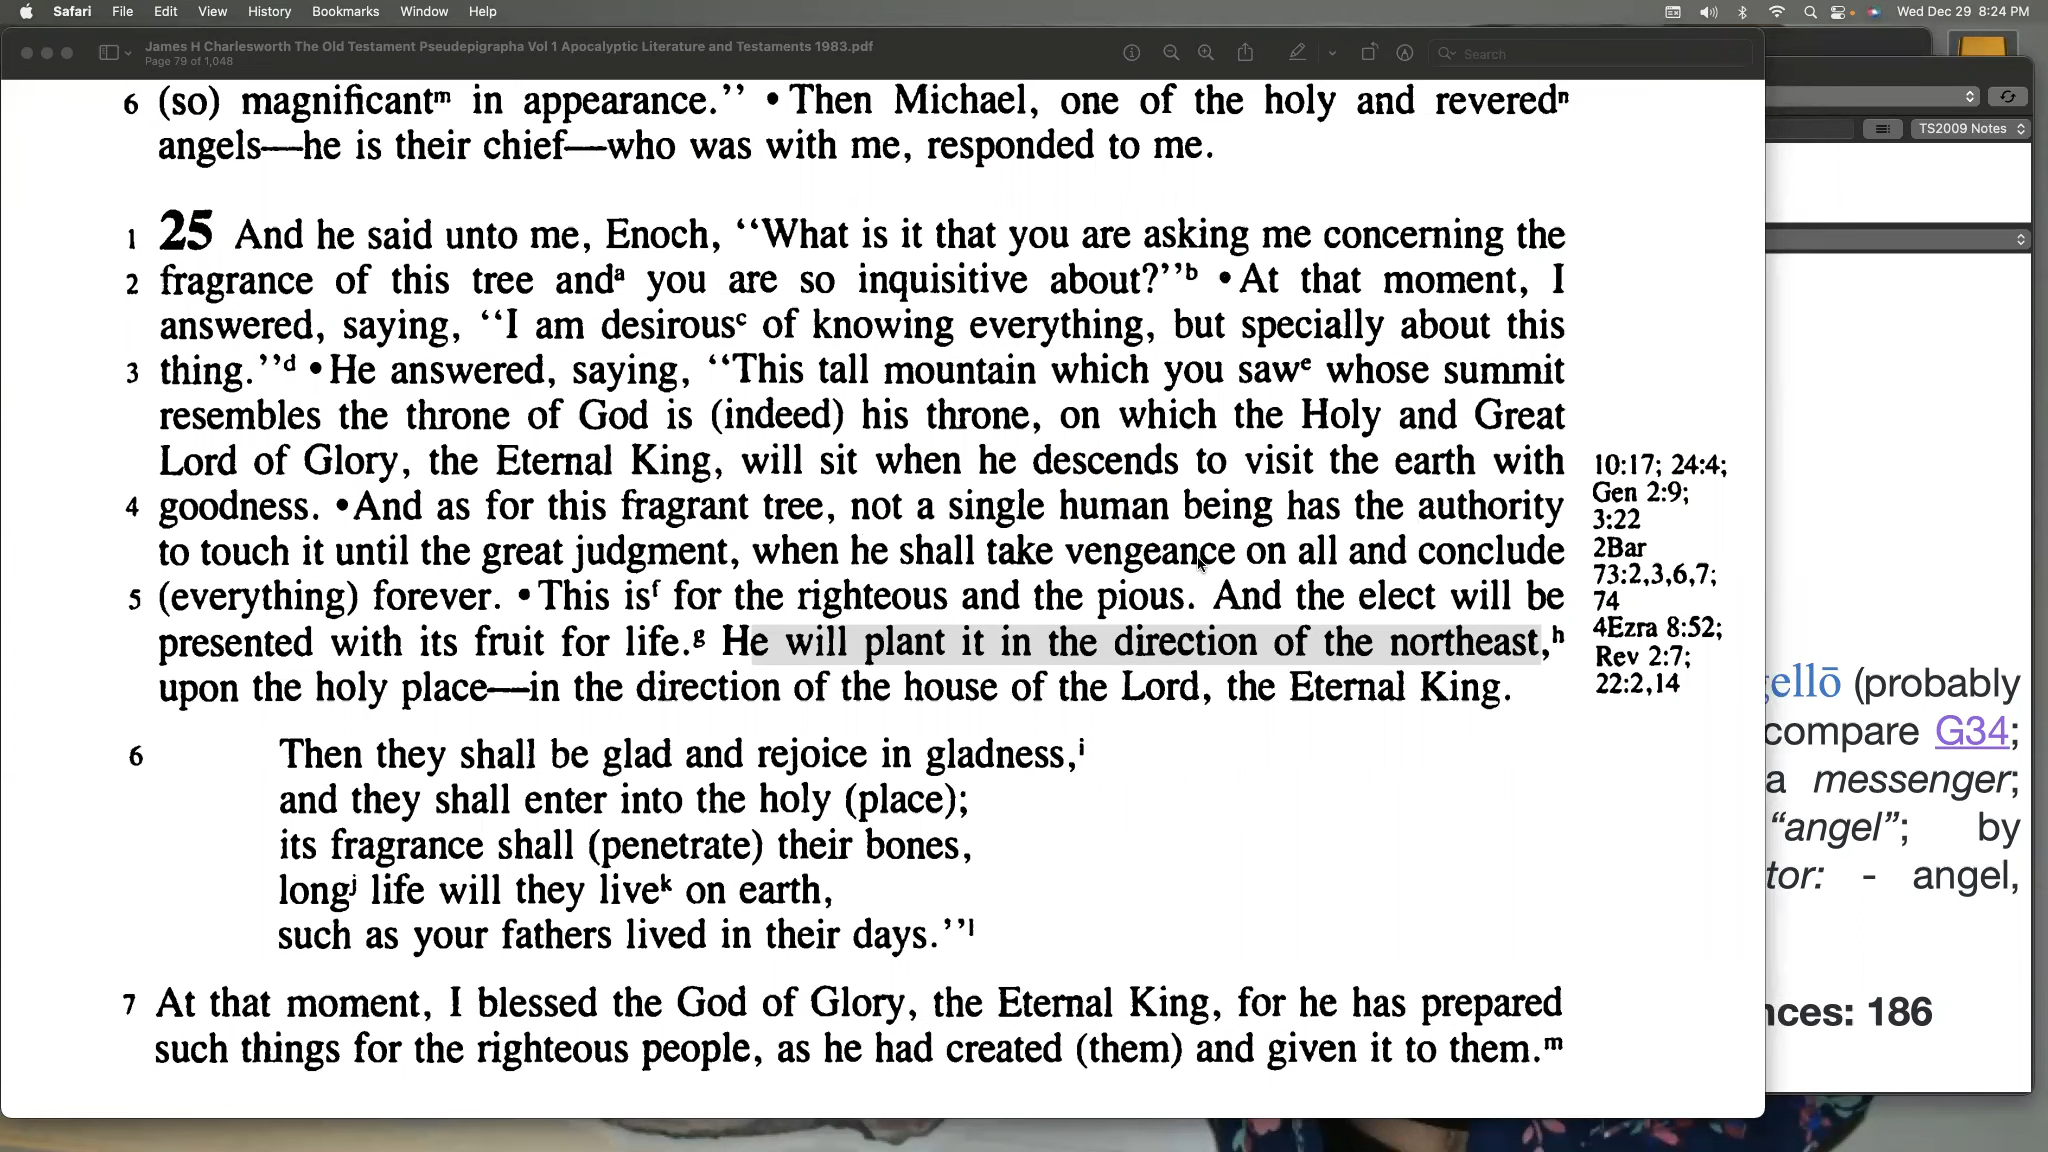 Safari File Edit View History Bookmarks Window Help Wed Dec 29 8:24 PM
James H Charlesworth The Old Testament Pseudepigrapha Vol 1 Apocalyptic Literature and Testaments 1983.pdf
Page 79 of 1,048
Search
TS2009 Notes
6 (so) magnificantᵐ in appearance.’’ • Then Michael, one of the holy and reveredⁿ
angels—he is their chief—who was with me, responded to me.
1 25 And he said unto me, Enoch, ‘‘What is it that you are asking me concerning the
2 fragrance of this tree andᵃ you are so inquisitive about?’’ᵇ • At that moment, I
answered, saying, ‘‘I am desirousᶜ of knowing everything, but specially about this
3 thing.’’ᵈ • He answered, saying, ‘‘This tall mountain which you sawᵉ whose summit
resembles the throne of God is (indeed) his throne, on which the Holy and Great
Lord of Glory, the Eternal King, will sit when he descends to visit the earth with
4 goodness. • And as for this fragrant tree, not a single human being has the authority
to touch it until the great judgment, when he shall take vengeance on all and conclude
5 (everything) forever. • This isᶠ for the righteous and the pious. And the elect will be
presented with its fruit for life.ᵍ He will plant it in the direction of the northeast,ʰ
upon the holy place—in the direction of the house of the Lord, the Eternal King.
10:17; 24:4;
Gen 2:9;
3:22
2Bar
73:2,3,6,7;
74
4Ezra 8:52;
Rev 2:7;
22:2,14
6 Then they shall be glad and rejoice in gladness,ⁱ
and they shall enter into the holy (place);
its fragrance shall (penetrate) their bones,
longʲ life will they liveᵏ on earth,
such as your fathers lived in their days.’’ˡ
7 At that moment, I blessed the God of Glory, the Eternal King, for he has prepared
such things for the righteous people, as he had created (them) and given it to them.ᵐ
gellō (probably
compare G34;
a messenger;
“angel”; by
tor: - angel,
nces: 186